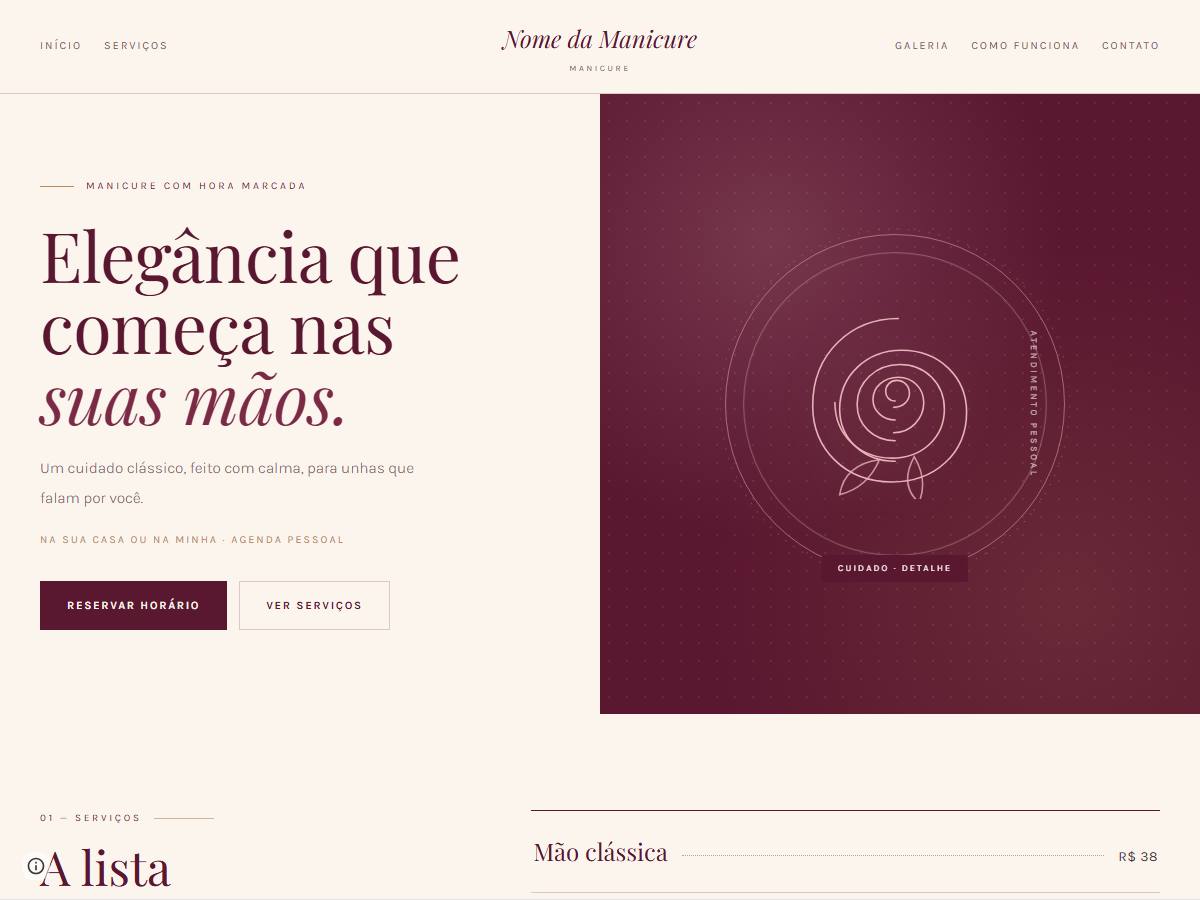 INÍCIO
SERVIÇOS
Nome da Manicure
MANICURE
GALERIA
COMO FUNCIONA
CONTATO
MANICURE COM HORA MARCADA
Elegância que
começa nas
suas mãos.
Um cuidado clássico, feito com calma, para unhas que
falam por você.
NA SUA CASA OU NA MINHA · AGENDA PESSOAL
RESERVAR HORÁRIO
VER SERVIÇOS
ATENDIMENTO PESSOAL
CUIDADO · DETALHE
01 — SERVIÇOS
A lista
Mão clássica
R$ 38